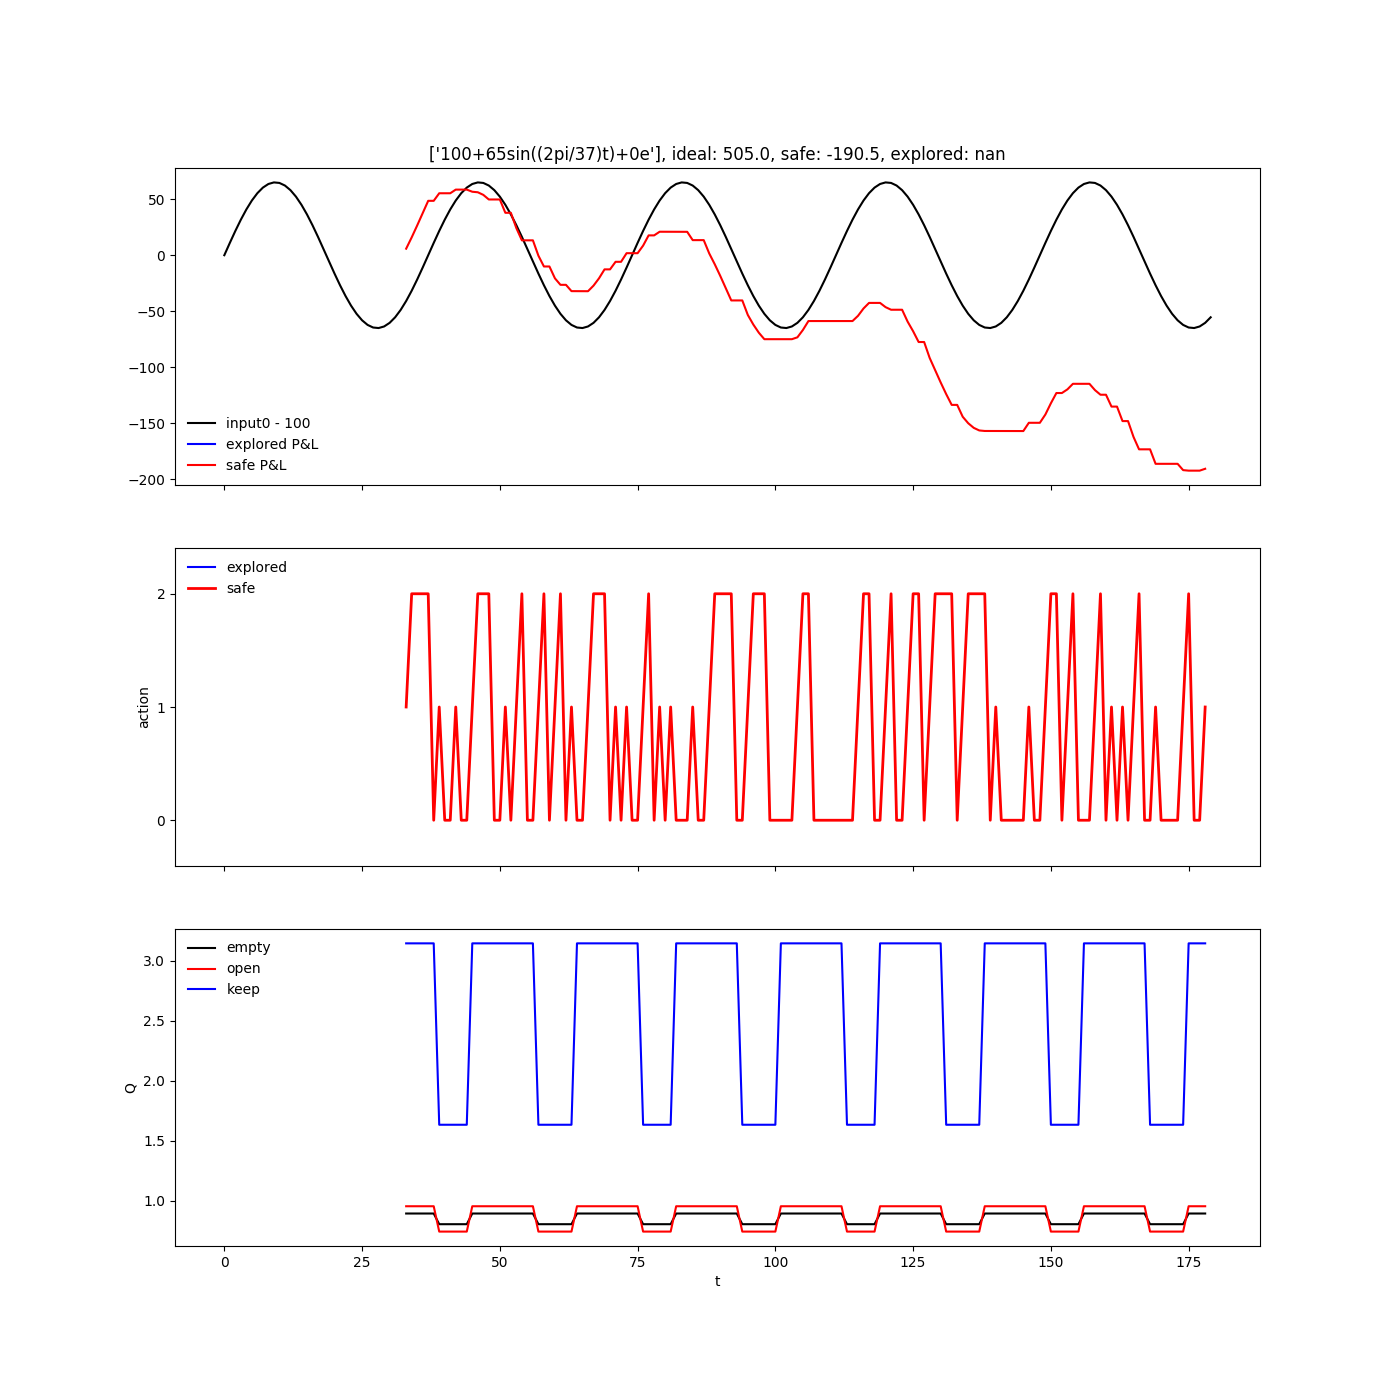 ['100+65sin((2pi/37)t)+0e'], ideal: 505.0, safe: -190.5, explored: nan
50
0
−50
−100
−150
−200
input0 - 100
explored P&L
safe P&L
2
1
0
action
explored
safe
3.0
2.5
2.0
1.5
1.0
Q
empty
open
keep
0 25 50 75 100 125 150 175
t